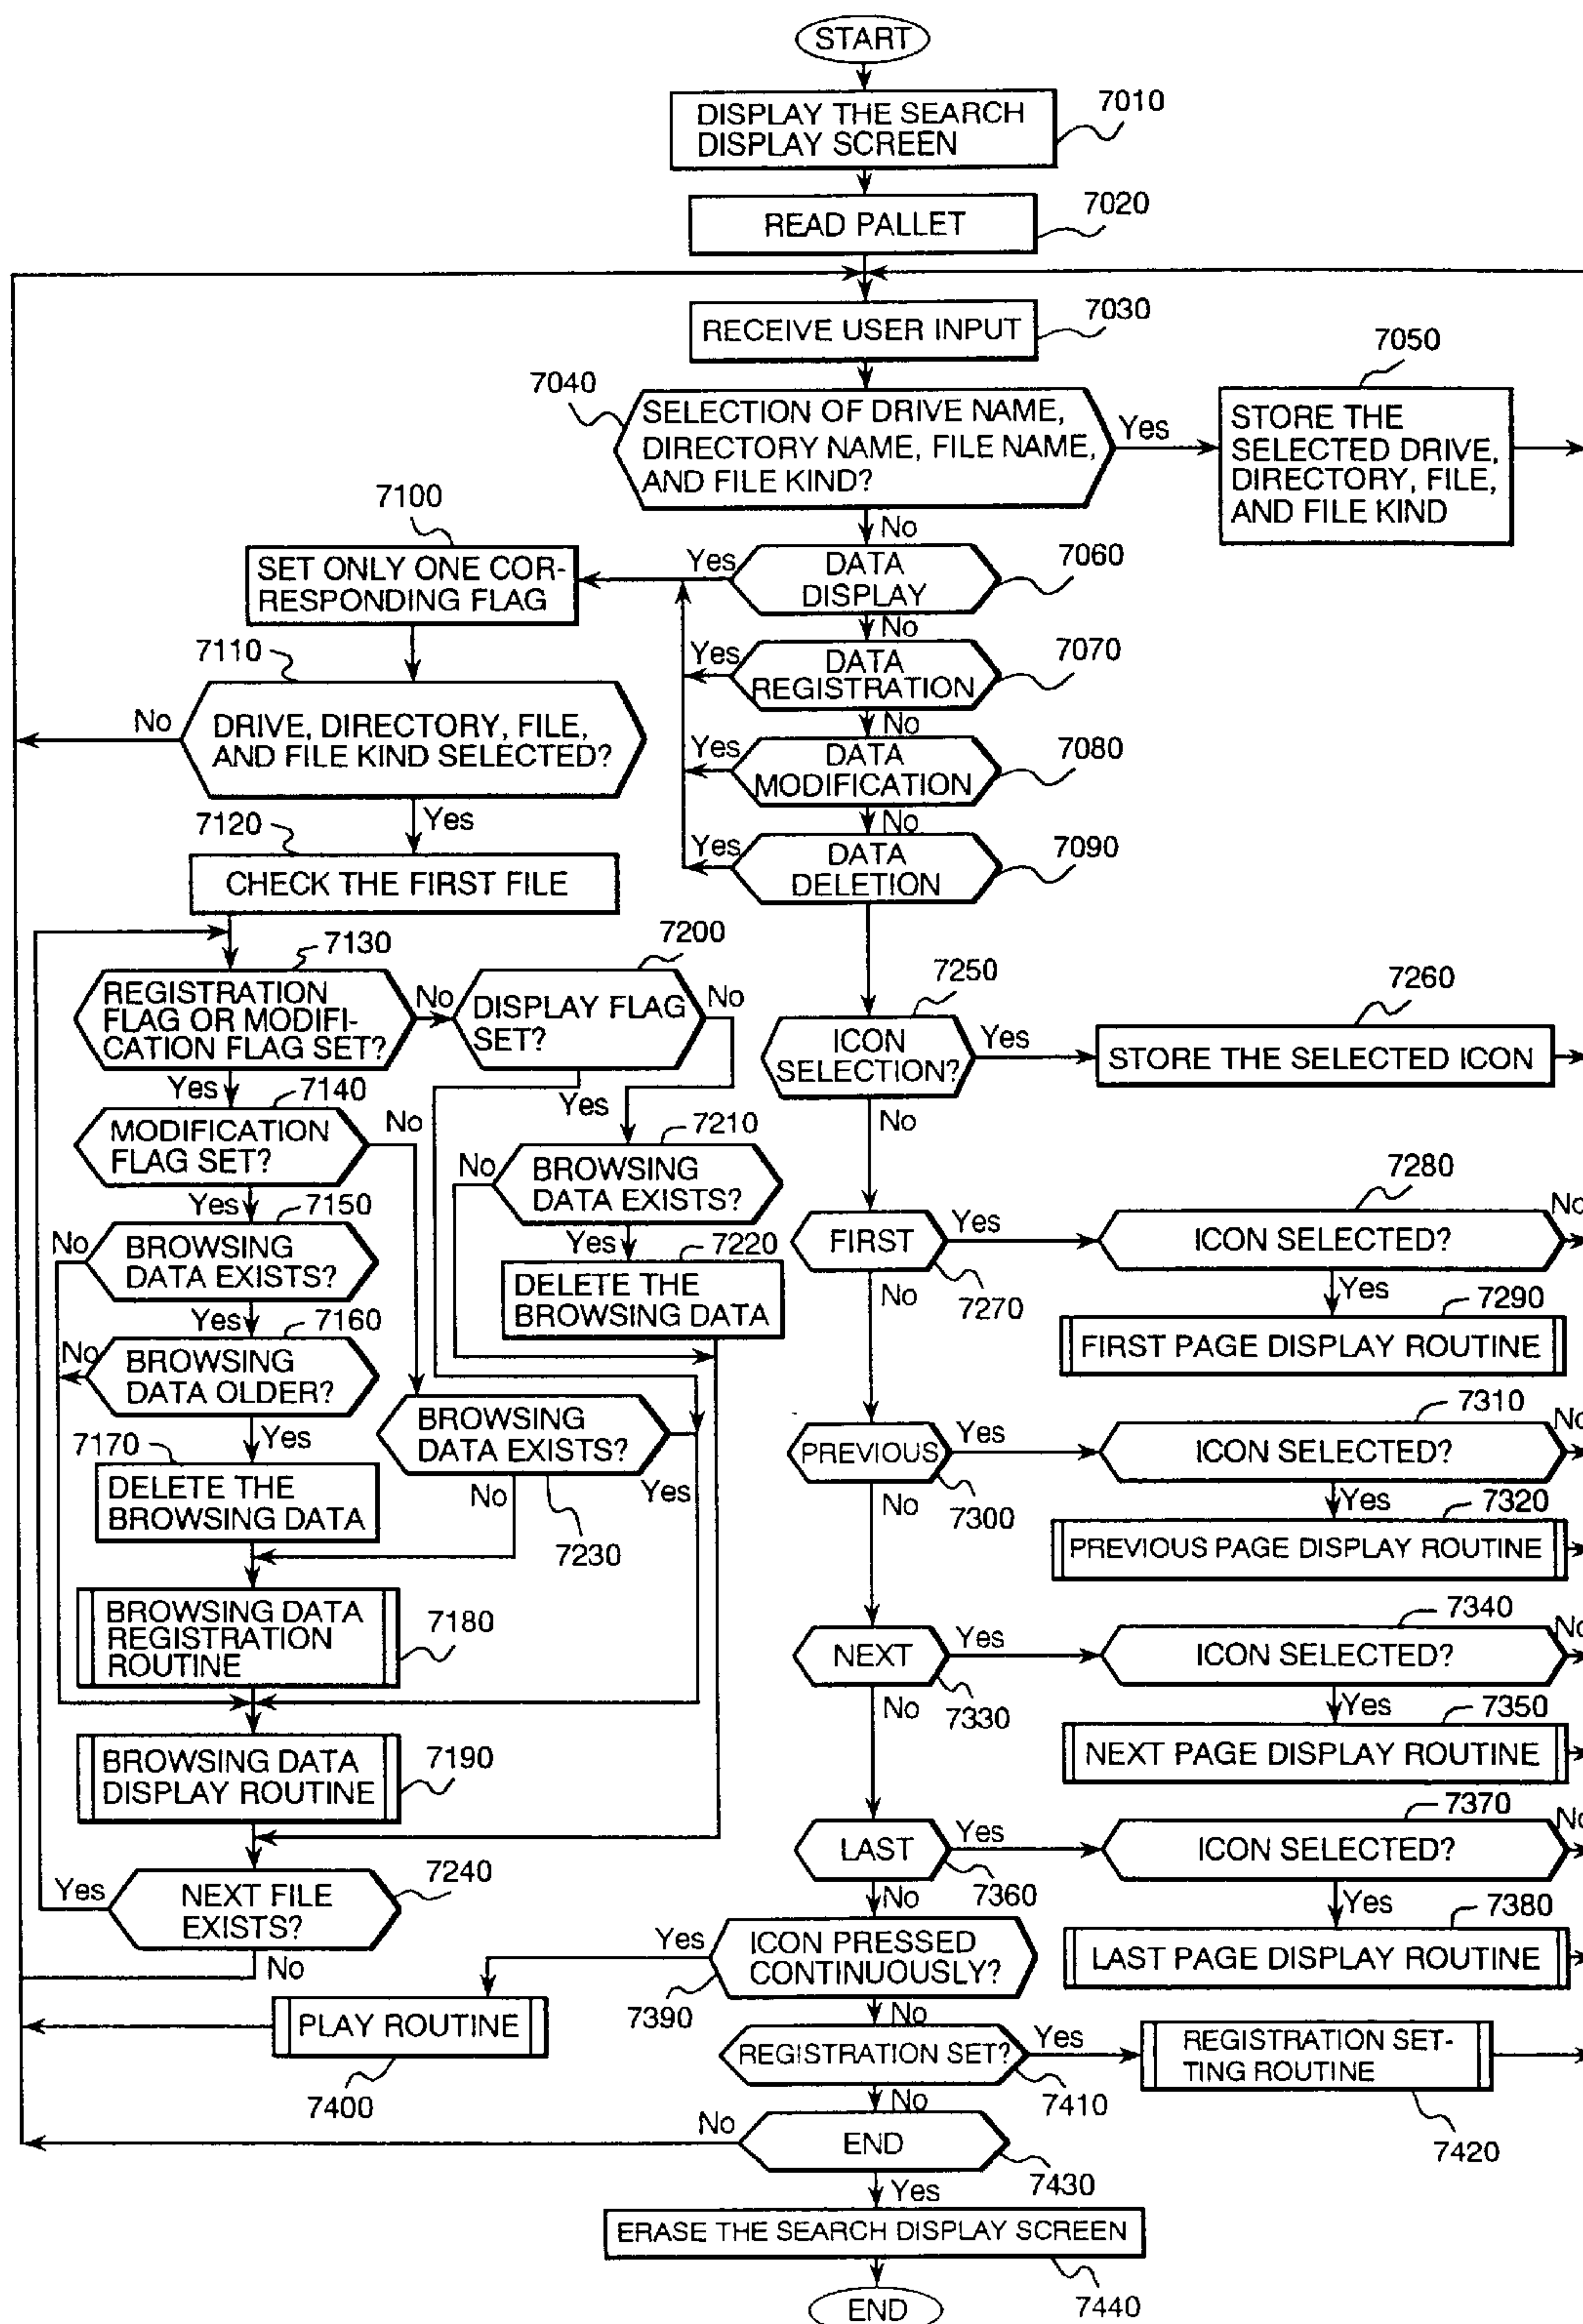 START
DISPLAY THE SEARCH
DISPLAY SCREEN
7010
READ PALLET
7020
RECEIVE USER INPUT
7030
7040
SELECTION OF DRIVE NAME,
DIRECTORY NAME, FILE NAME,
AND FILE KIND?
Yes
No
7050
STORE THE
SELECTED DRIVE,
DIRECTORY, FILE,
AND FILE KIND
DATA
DISPLAY
7060
Yes
No
DATA
REGISTRATION
7070
Yes
No
DATA
MODIFICATION
7080
Yes
No
DATA
DELETION
7090
Yes
7100
SET ONLY ONE COR-
RESPONDING FLAG
7110
DRIVE, DIRECTORY, FILE,
AND FILE KIND SELECTED?
No
Yes
7120
CHECK THE FIRST FILE
7130
REGISTRATION
FLAG OR MODIFI-
CATION FLAG SET?
No
Yes
7200
DISPLAY FLAG
SET?
No
Yes
7140
MODIFICATION
FLAG SET?
No
Yes
7210
BROWSING
DATA EXISTS?
No
Yes
7150
BROWSING
DATA EXISTS?
No
Yes
7220
DELETE THE
BROWSING DATA
7160
BROWSING
DATA OLDER?
No
Yes
BROWSING
DATA EXISTS?
No
Yes
7230
7170
DELETE THE
BROWSING DATA
BROWSING DATA
REGISTRATION
ROUTINE
7180
BROWSING DATA
DISPLAY ROUTINE
7190
NEXT FILE
EXISTS?
7240
Yes
No
7250
ICON
SELECTION?
Yes
No
7260
STORE THE SELECTED ICON
FIRST
7270
Yes
No
7280
ICON SELECTED?
No
Yes
7290
FIRST PAGE DISPLAY ROUTINE
PREVIOUS
7300
Yes
No
7310
ICON SELECTED?
No
Yes
7320
PREVIOUS PAGE DISPLAY ROUTINE
NEXT
7330
Yes
No
7340
ICON SELECTED?
No
Yes
7350
NEXT PAGE DISPLAY ROUTINE
LAST
7360
Yes
No
7370
ICON SELECTED?
No
Yes
7380
LAST PAGE DISPLAY ROUTINE
ICON PRESSED
CONTINUOUSLY?
7390
Yes
No
PLAY ROUTINE
7400
REGISTRATION SET?
7410
Yes
No
REGISTRATION SET-
TING ROUTINE
7420
END
7430
No
Yes
ERASE THE SEARCH DISPLAY SCREEN
7440
END